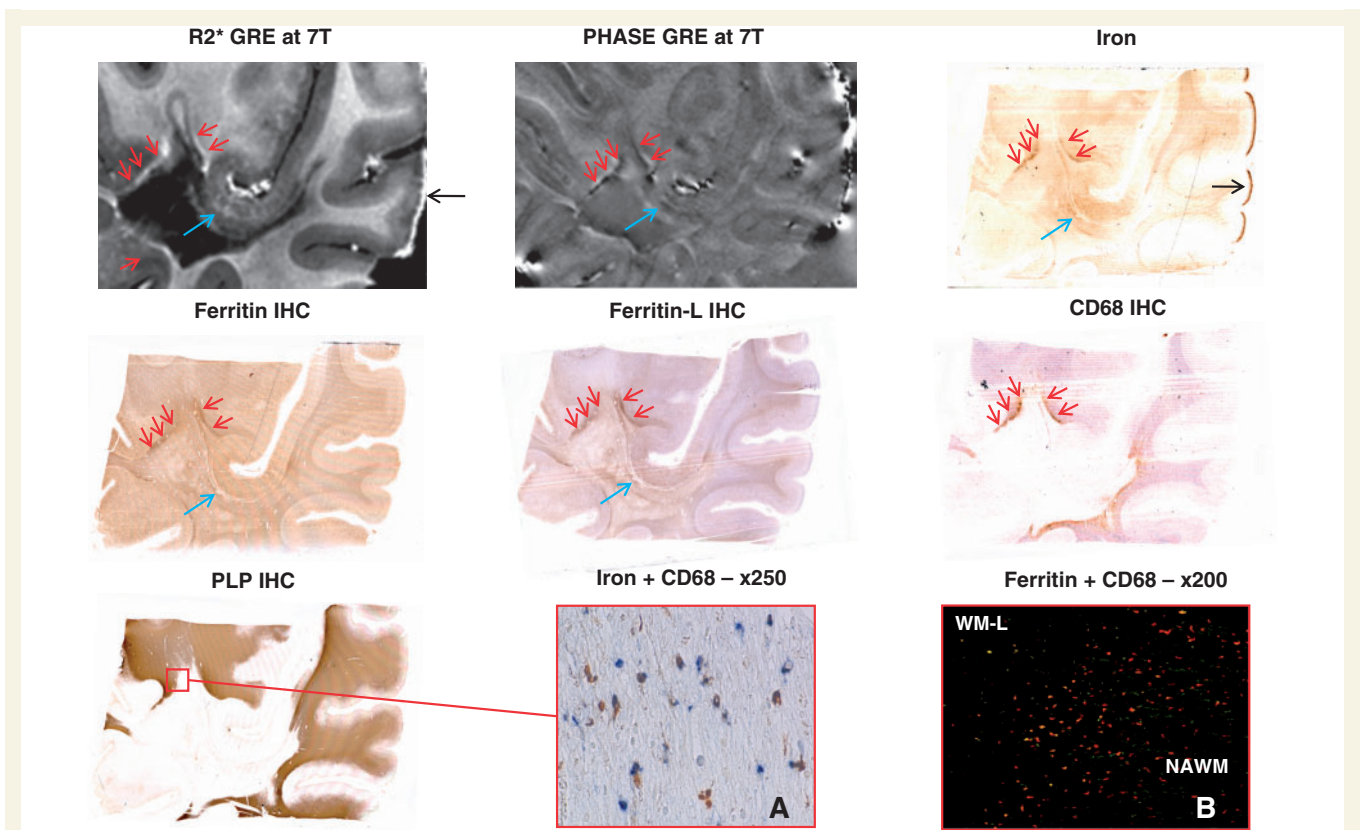 R2* GRE at 7T
PHASE GRE at 7T
Iron
Ferritin IHC
Ferritin-L IHC
CD68 IHC
PLP IHC
Iron + CD68 – x250
Ferritin + CD68 – x200
WM-L
NAWM
A
B